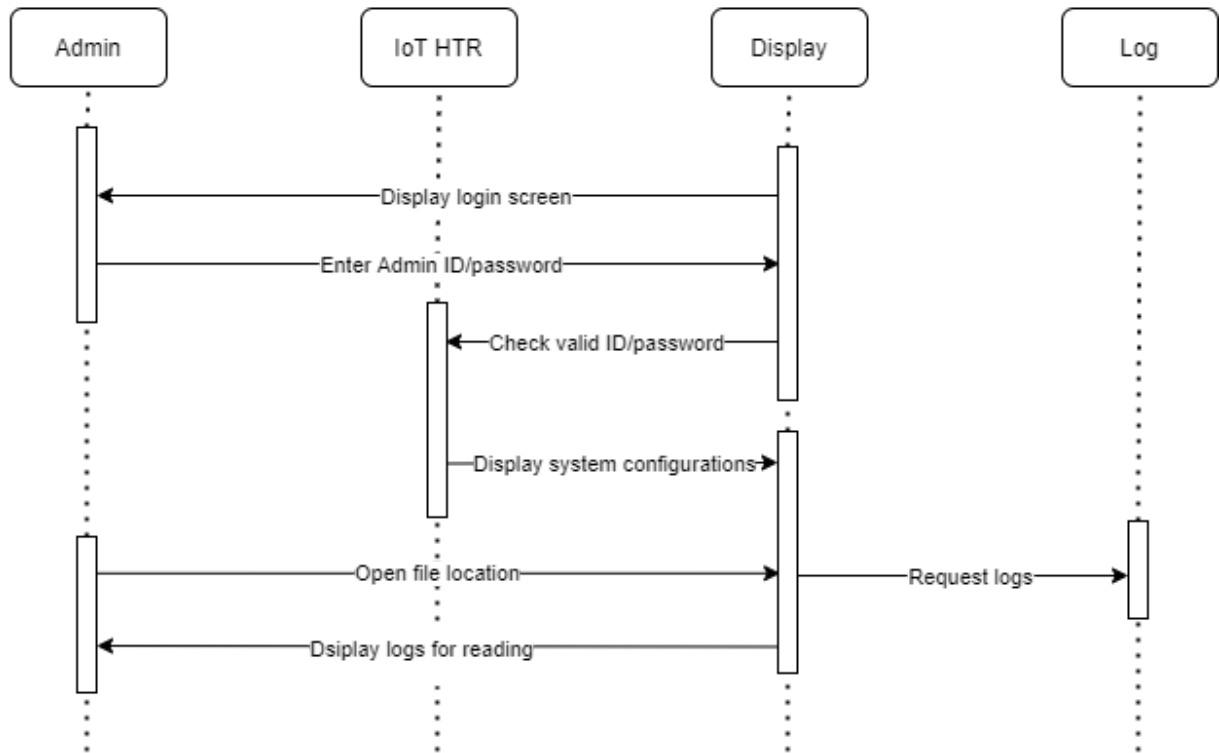 Admin
IoT HTR
Display
Log
Display login screen
Enter Admin ID/password
Check valid ID/password
Display system configurations
Open file location
Request logs
Dsiplay logs for reading